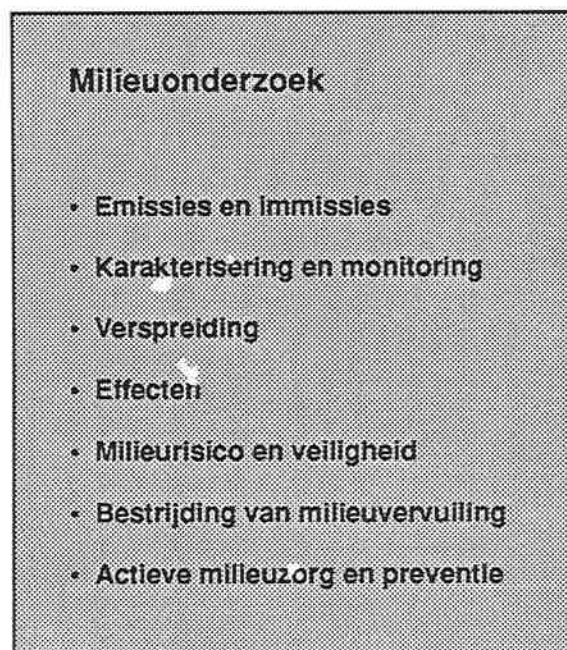 Milieuonderzoek
• Emissies en immissies
• Karakterisering en monitoring
• Verspreiding
• Effecten
• Milieurisico en veiligheid
• Bestrijding van milieuvervuiling
• Actieve milieuzorg en preventie